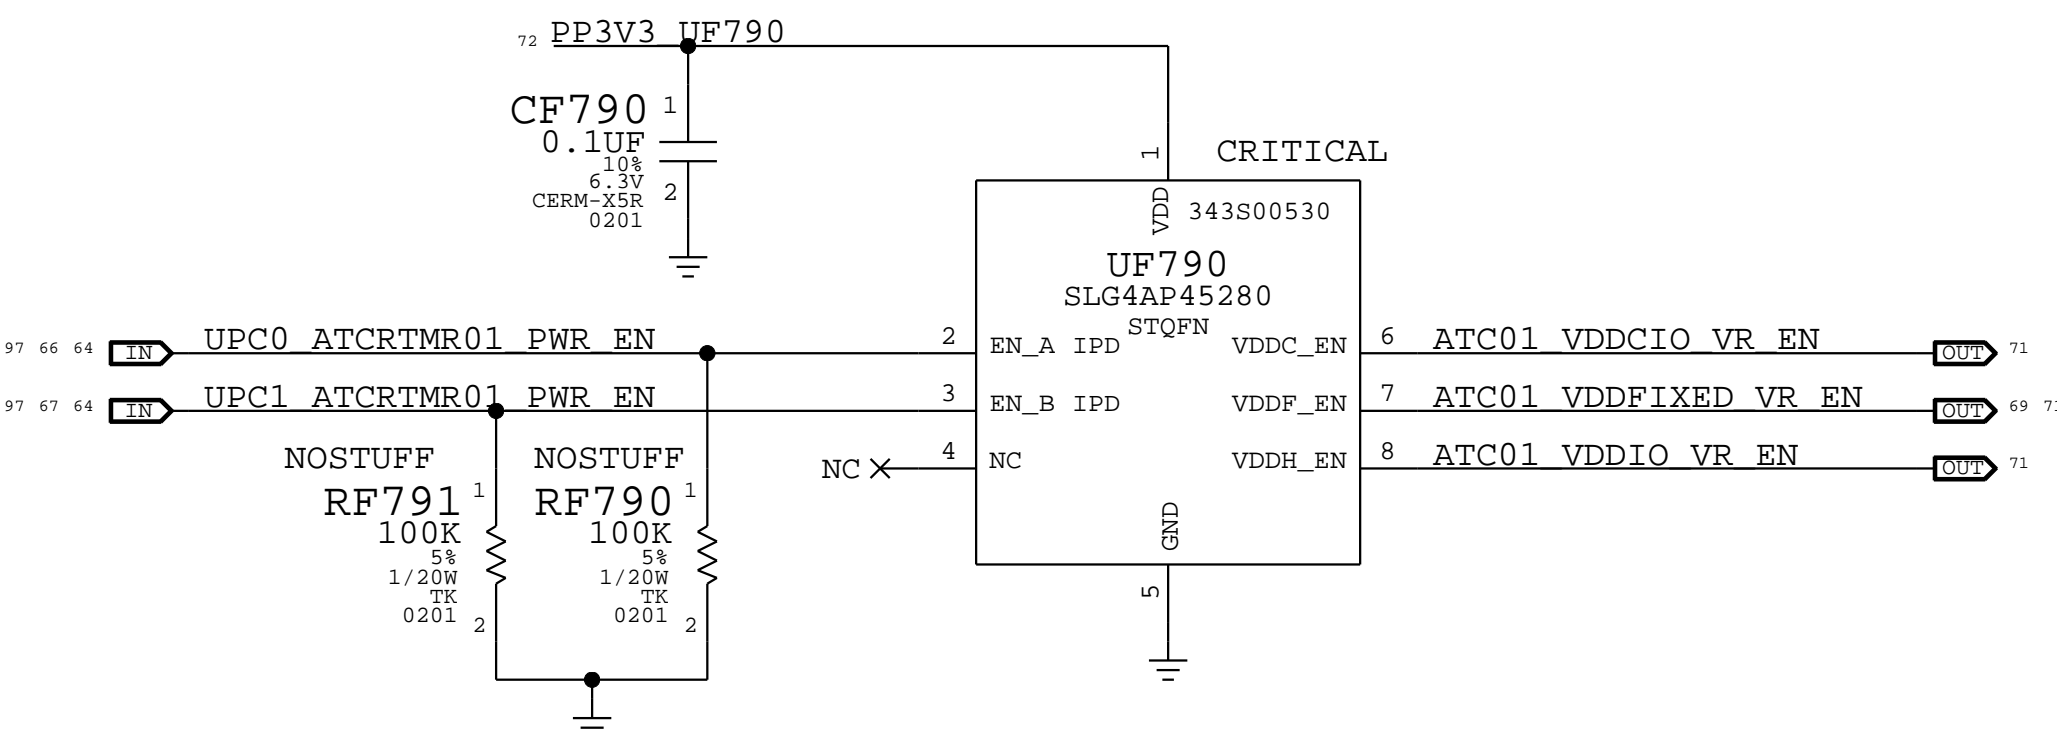 72 PP3V3_UF790
CF790 1
0.1UF
10%
6.3V
CERM-X5R
0201
2
1
CRITICAL
VDD
343S00530
UF790
SLG4AP45280
STQFN
97 66 64 IN UPC0_ATCRTMR01_PWR_EN 2 EN_A IPD VDDC_EN 6 ATC01_VDDCIO_VR_EN OUT 71
97 67 64 IN UPC1_ATCRTMR01_PWR_EN 3 EN_B IPD VDDF_EN 7 ATC01_VDDFIXED_VR_EN OUT 69 71
NC 4 NC VDDH_EN 8 ATC01_VDDIO_VR_EN OUT 71
GND
5
NOSTUFF
RF791 1
100K
5%
1/20W
TK
0201
2
NOSTUFF
RF790 1
100K
5%
1/20W
TK
0201
2